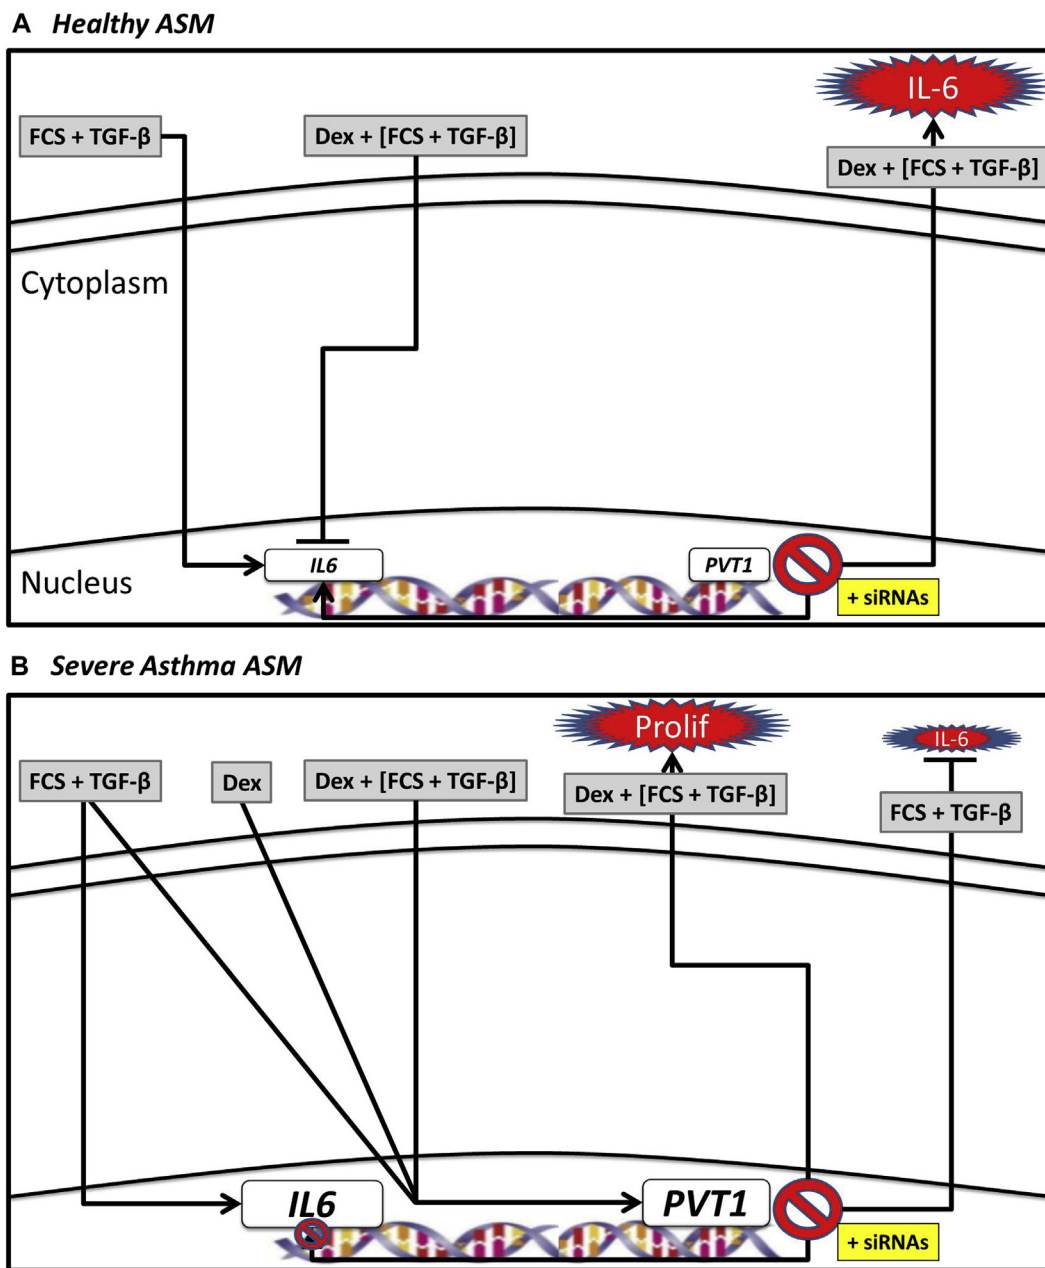 A Healthy ASM
IL-6
FCS + TGF-β
Dex + [FCS + TGF-β]
Dex + [FCS + TGF-β]
Cytoplasm
IL6
PVT1
Nucleus
+ siRNAs
B Severe Asthma ASM
Prolif
IL-6
FCS + TGF-β
Dex
Dex + [FCS + TGF-β]
Dex + [FCS + TGF-β]
FCS + TGF-β
IL6
PVT1
+ siRNAs